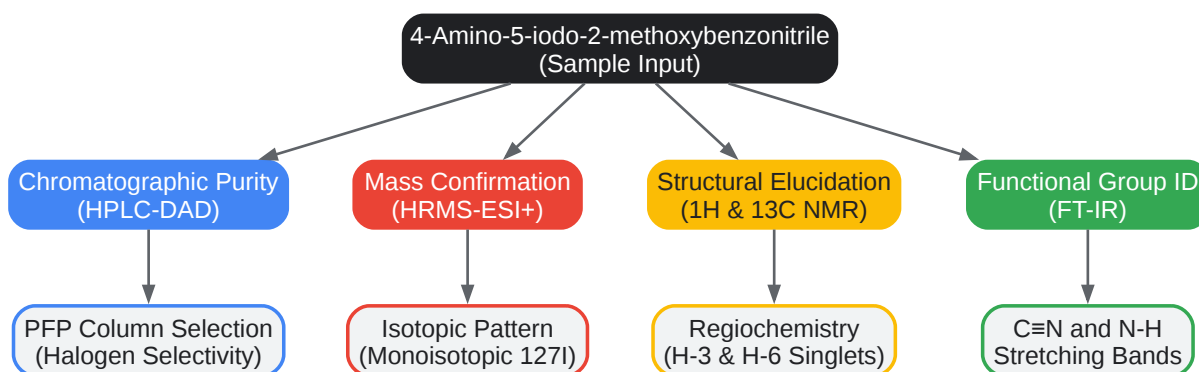 4-Amino-5-iodo-2-methoxybenzonitrile
(Sample Input)
Chromatographic Purity
(HPLC-DAD)
Mass Confirmation
(HRMS-ESI+)
Structural Elucidation
(1H & 13C NMR)
Functional Group ID
(FT-IR)
PFP Column Selection
(Halogen Selectivity)
Isotopic Pattern
(Monoisotopic 127I)
Regiochemistry
(H-3 & H-6 Singlets)
C≡N and N-H
Stretching Bands